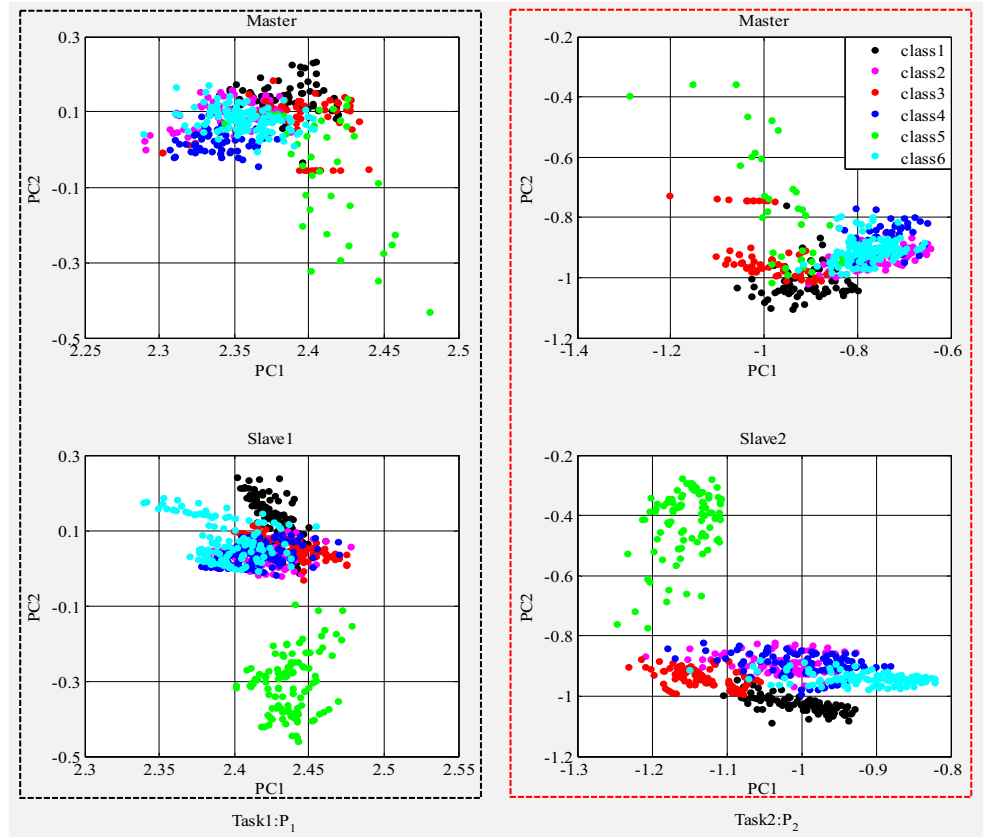 Master
0.3
0.1
-0.1
-0.3
-0.5
PC2
2.25
2.3
2.35
2.4
2.45
2.5
PC1
Master
-0.2
-0.4
-0.6
-0.8
-1
-1.2
PC2
-1.4
-1.2
-1
-0.8
-0.6
PC1
class1
class2
class3
class4
class5
class6
Slave1
0.3
0.1
-0.1
-0.3
-0.5
PC2
2.3
2.35
2.4
2.45
2.5
2.55
PC1
Slave2
-0.2
-0.4
-0.6
-0.8
-1
-1.2
PC2
-1.3
-1.2
-1.1
-1
-0.9
-0.8
PC1
Task1:P1
Task2:P2